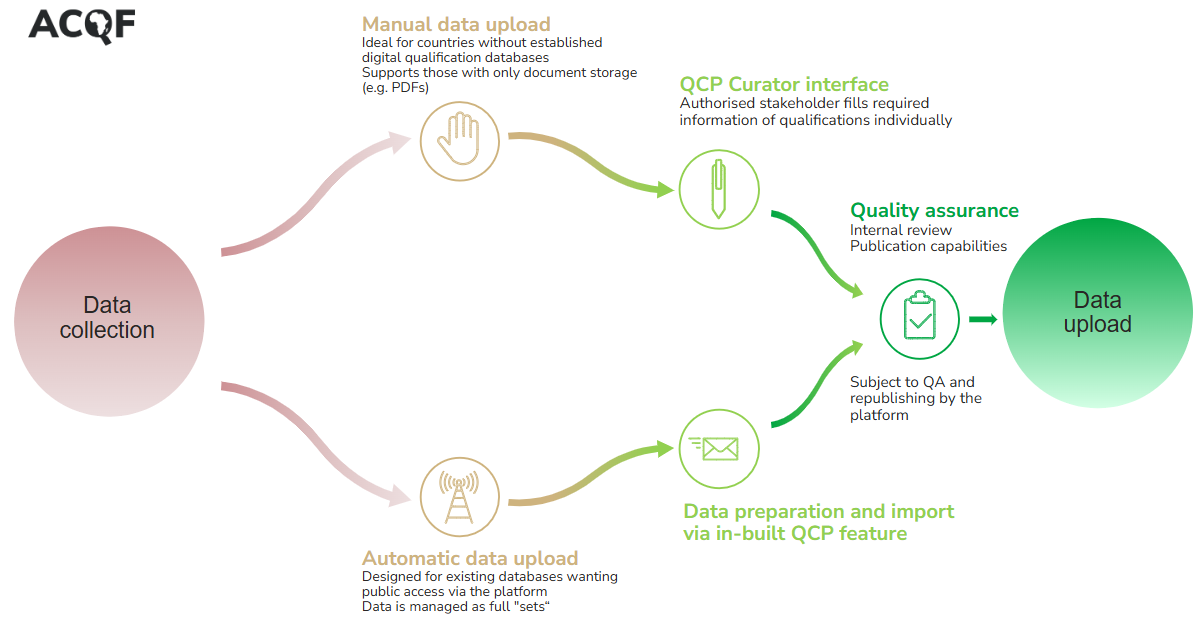 ACQF
Manual data upload
Ideal for countries without established
digital qualification databases
Supports those with only document storage
(e.g. PDFs)
QCP Curator interface
Authorised stakeholder fills required
information of qualifications individually
Quality assurance
Internal review
Publication capabilities
Data
collection
Data
upload
Subject to QA and
republishing by the
platform
Data preparation and import
via in-built QCP feature
Automatic data upload
Designed for existing databases wanting
public access via the platform
Data is managed as full "sets“